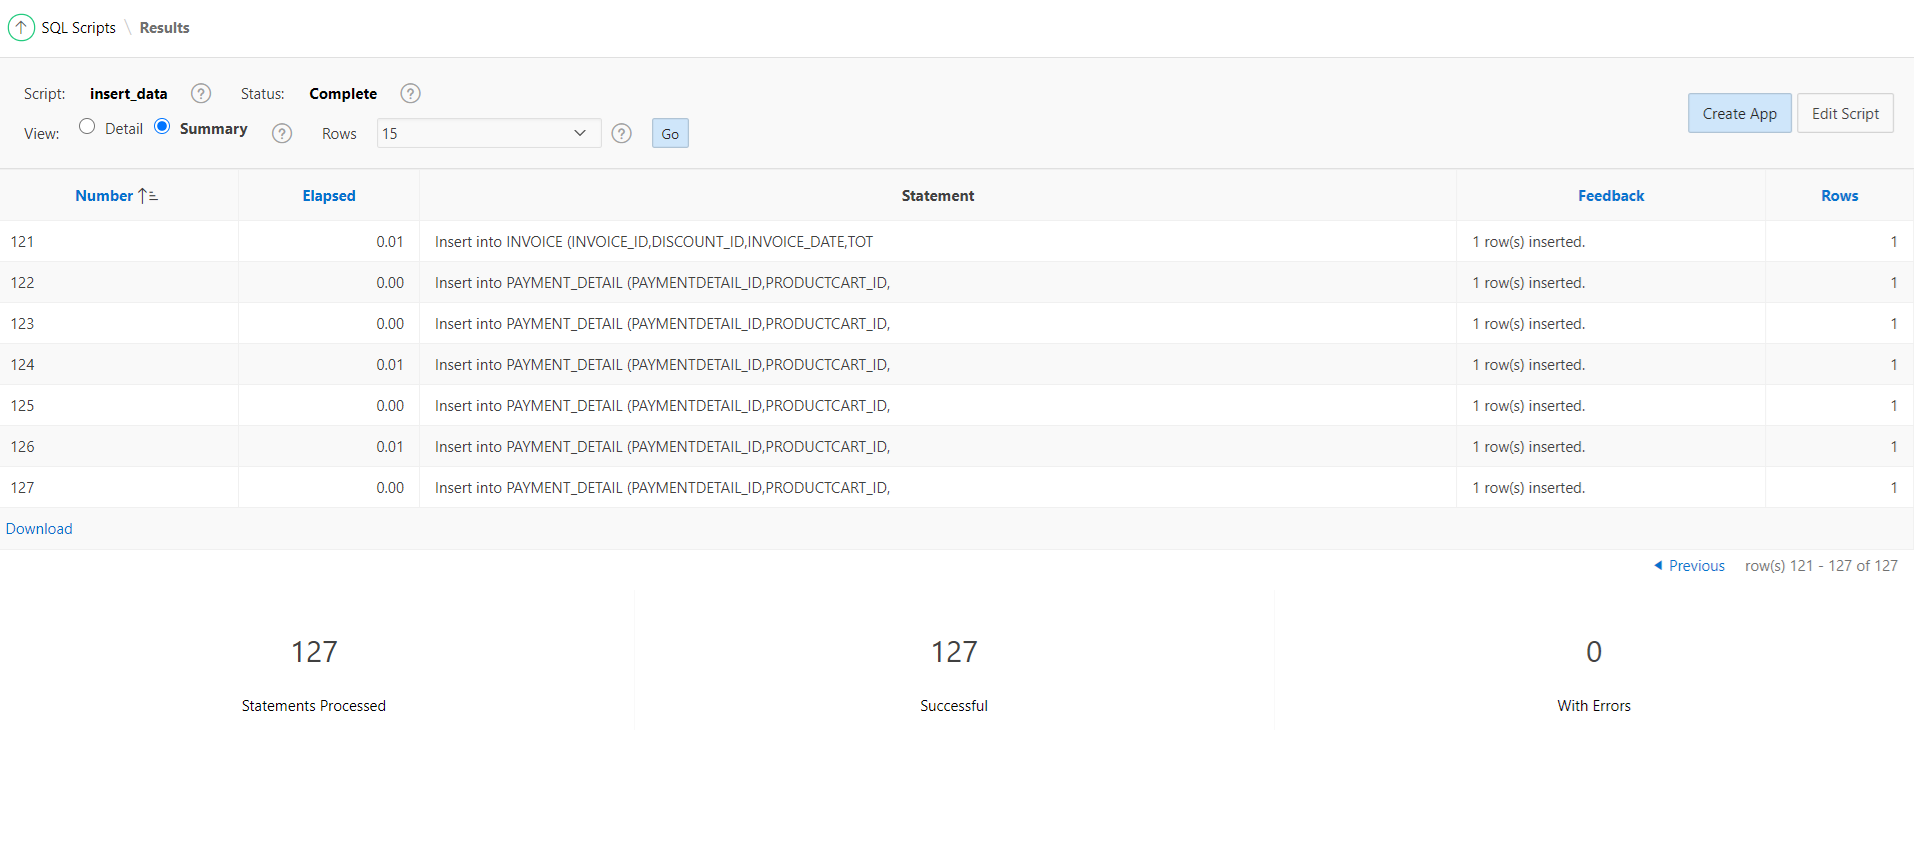 SQL Scripts \ Results
Script: insert_data ? Status: Complete ?
View: Detail Summary ? Rows 15 ? Go
Create App Edit Script
Number Elapsed Statement Feedback Rows
121 0.01 Insert into INVOICE (INVOICE_ID,DISCOUNT_ID,INVOICE_DATE,TOT 1 row(s) inserted. 1
122 0.00 Insert into PAYMENT_DETAIL (PAYMENTDETAIL_ID,PRODUCTCART_ID, 1 row(s) inserted. 1
123 0.00 Insert into PAYMENT_DETAIL (PAYMENTDETAIL_ID,PRODUCTCART_ID, 1 row(s) inserted. 1
124 0.01 Insert into PAYMENT_DETAIL (PAYMENTDETAIL_ID,PRODUCTCART_ID, 1 row(s) inserted. 1
125 0.00 Insert into PAYMENT_DETAIL (PAYMENTDETAIL_ID,PRODUCTCART_ID, 1 row(s) inserted. 1
126 0.01 Insert into PAYMENT_DETAIL (PAYMENTDETAIL_ID,PRODUCTCART_ID, 1 row(s) inserted. 1
127 0.00 Insert into PAYMENT_DETAIL (PAYMENTDETAIL_ID,PRODUCTCART_ID, 1 row(s) inserted. 1
Download
Previous row(s) 121 - 127 of 127
127 127 0
Statements Processed Successful With Errors